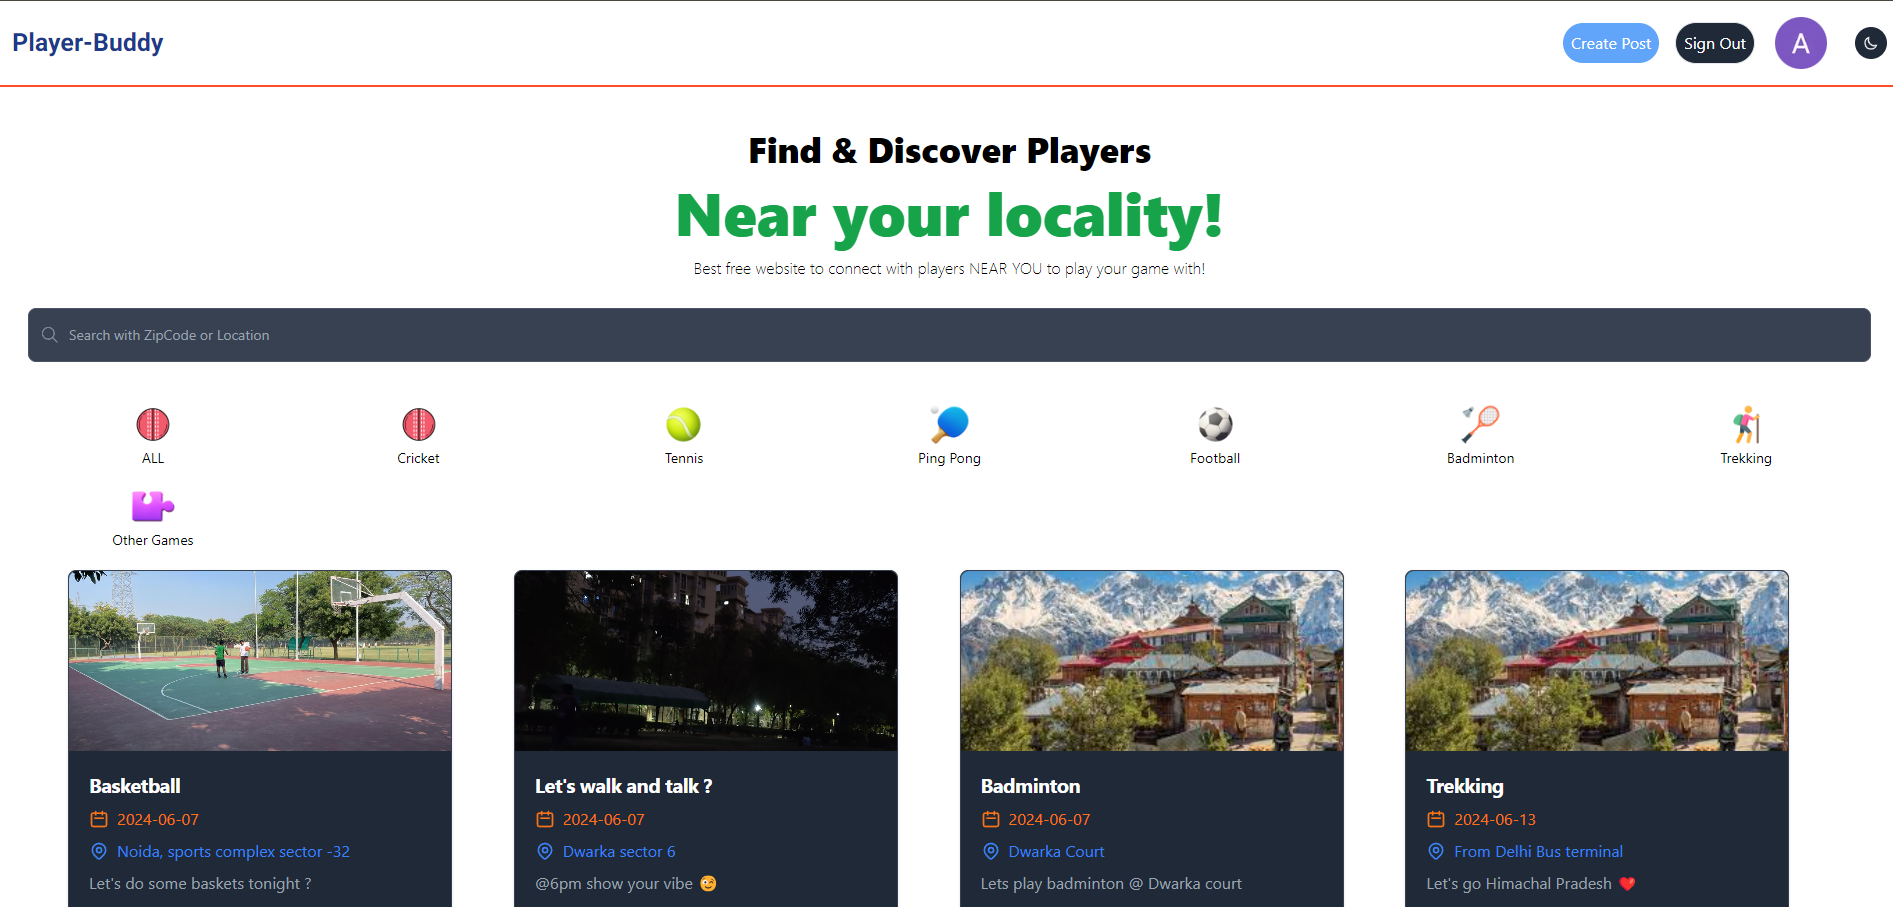 Player-Buddy
Create Post
Sign Out
A
Find & Discover Players
Near your locality!
Best free website to connect with players NEAR YOU to play your game with!
Search with ZipCode or Location
ALL
Cricket
Tennis
Ping Pong
Football
Badminton
Trekking
Other Games
Basketball
2024-06-07
Noida, sports complex sector -32
Let's do some baskets tonight ?
Let's walk and talk ?
2024-06-07
Dwarka sector 6
@6pm show your vibe 😉
Badminton
2024-06-07
Dwarka Court
Lets play badminton @ Dwarka court
Trekking
2024-06-13
From Delhi Bus terminal
Let's go Himachal Pradesh ❤️